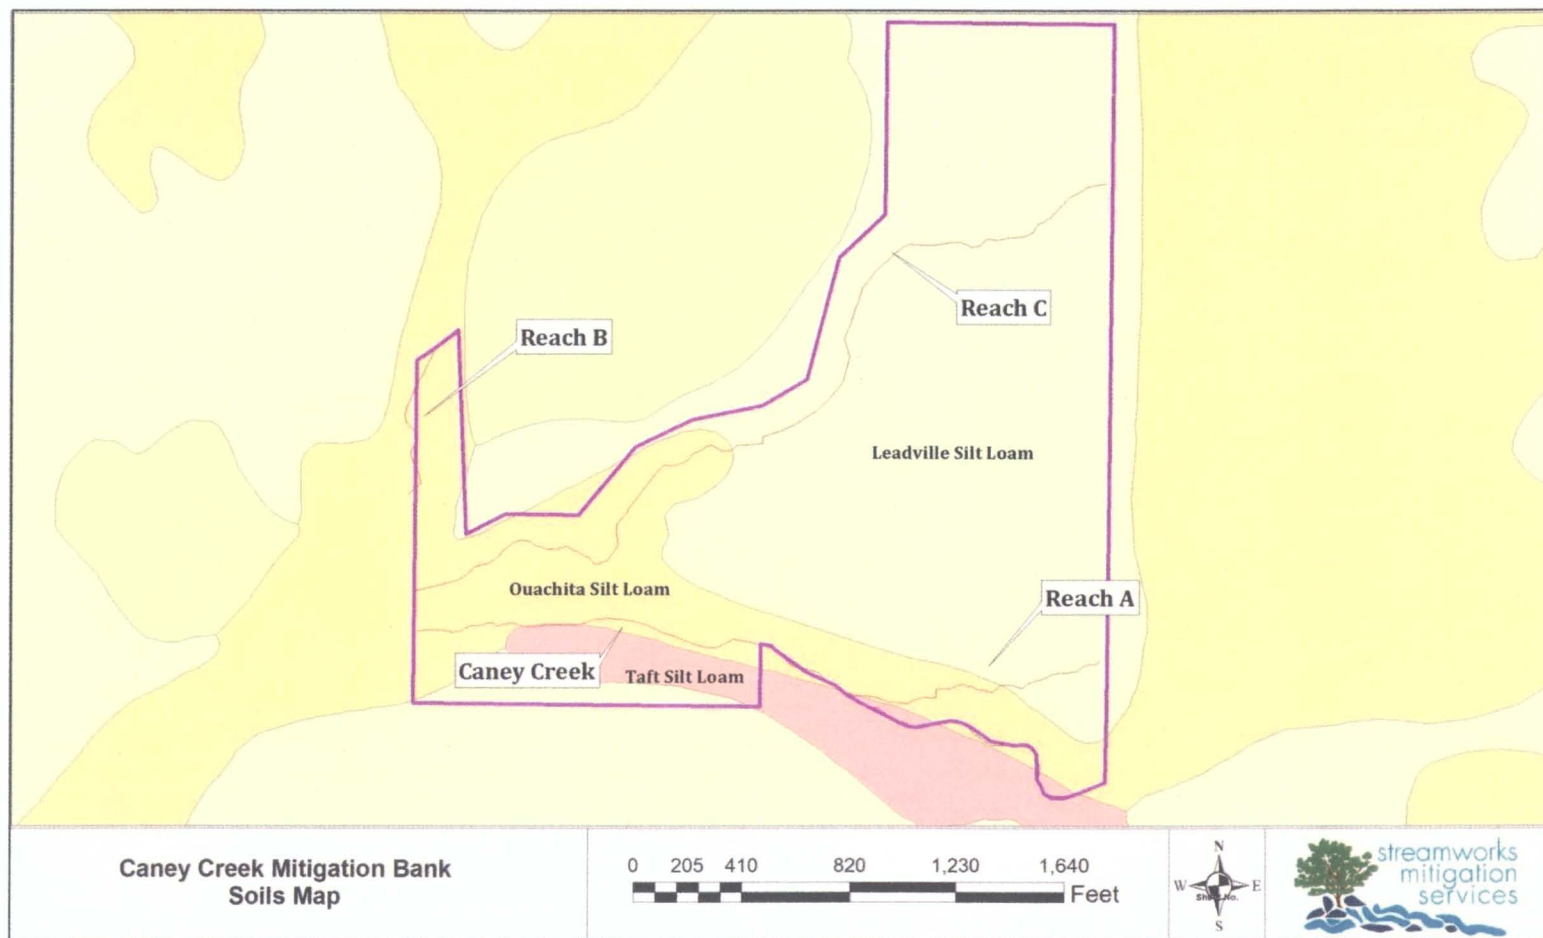 Reach C
Reach B
Leadville Silt Loam
Ouachita Silt Loam
Reach A
Caney Creek
Taft Silt Loam
Caney Creek Mitigation Bank
Soils Map
0 205 410 820 1,230 1,640
Feet
N
W E
S
streamworks
mitigation
services